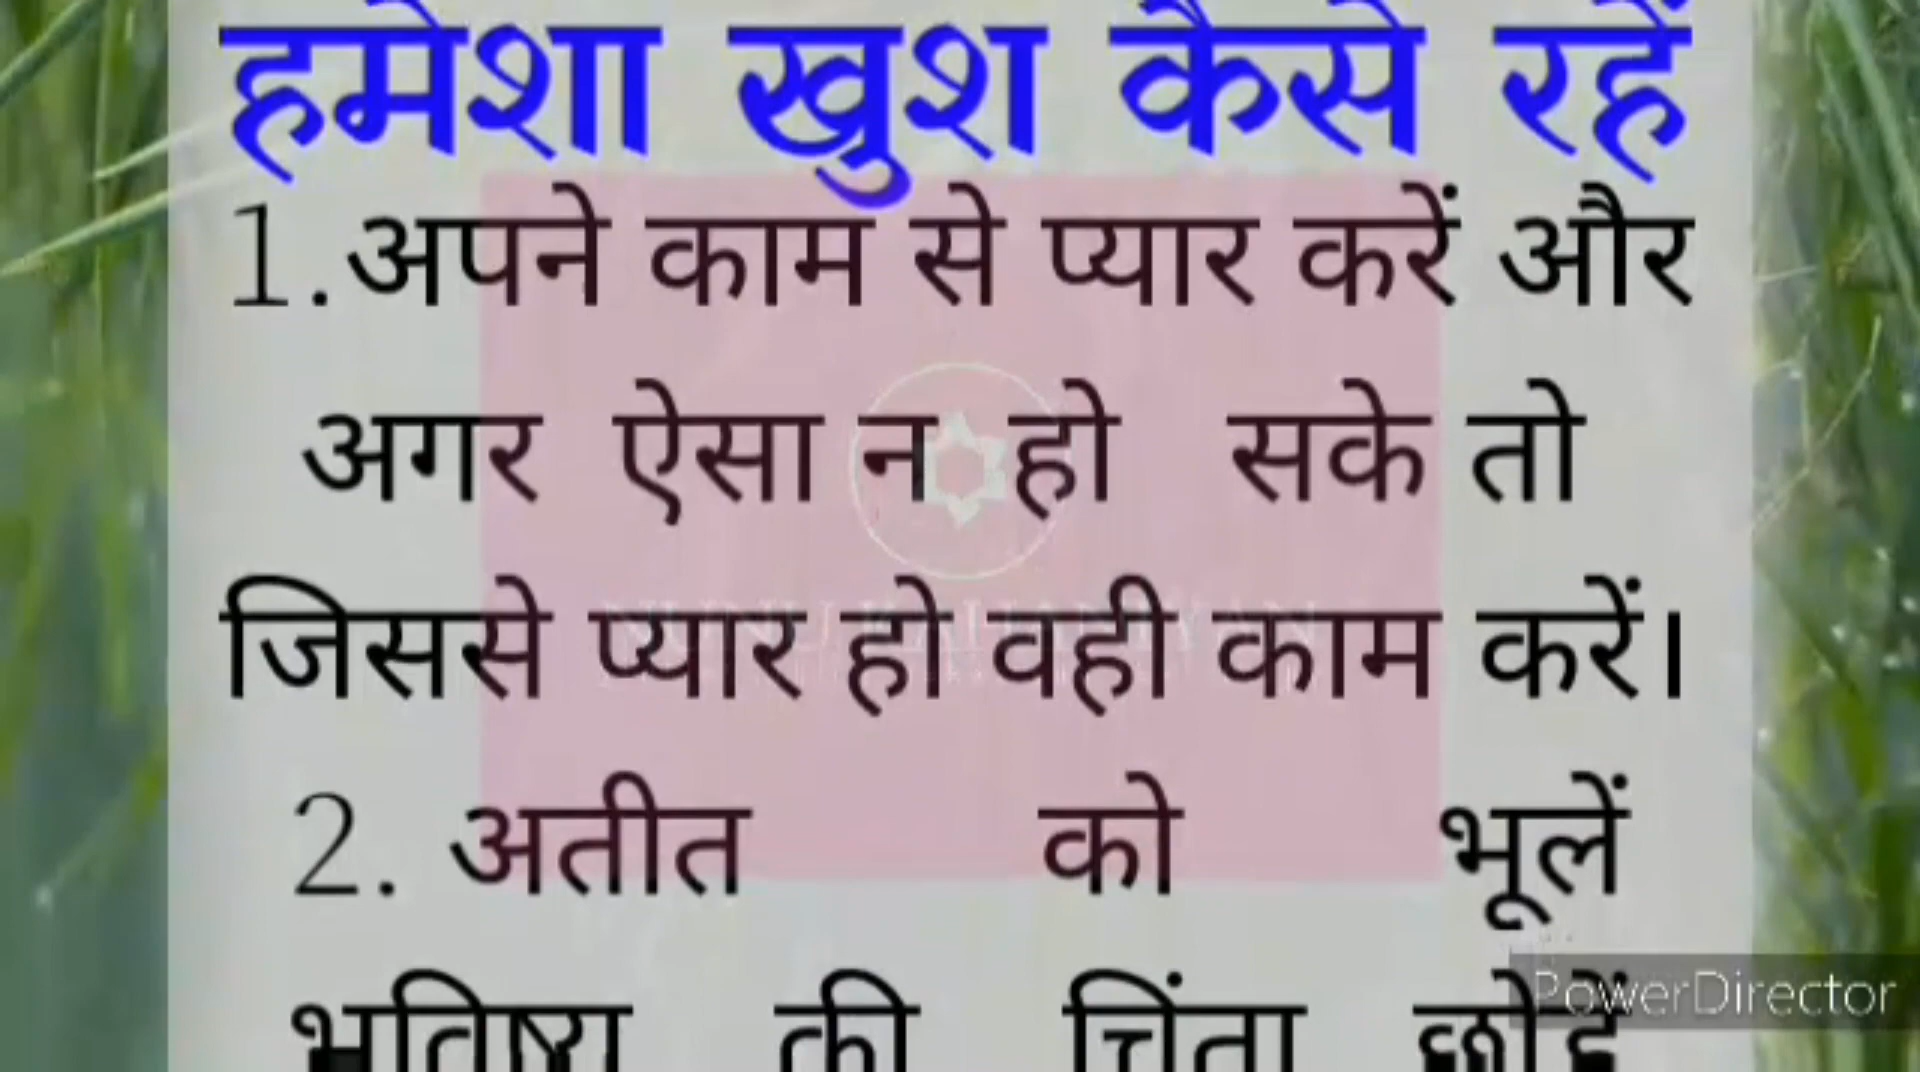 हमेशा खुश कैसे रहें
1.अपने काम से प्यार करें और
अगर ऐसा न हो सके तो
जिससे प्यार हो वही काम करें।
2. अतीत को भूलें
भविष्य की चिंता छोड़ें
PowerDirector